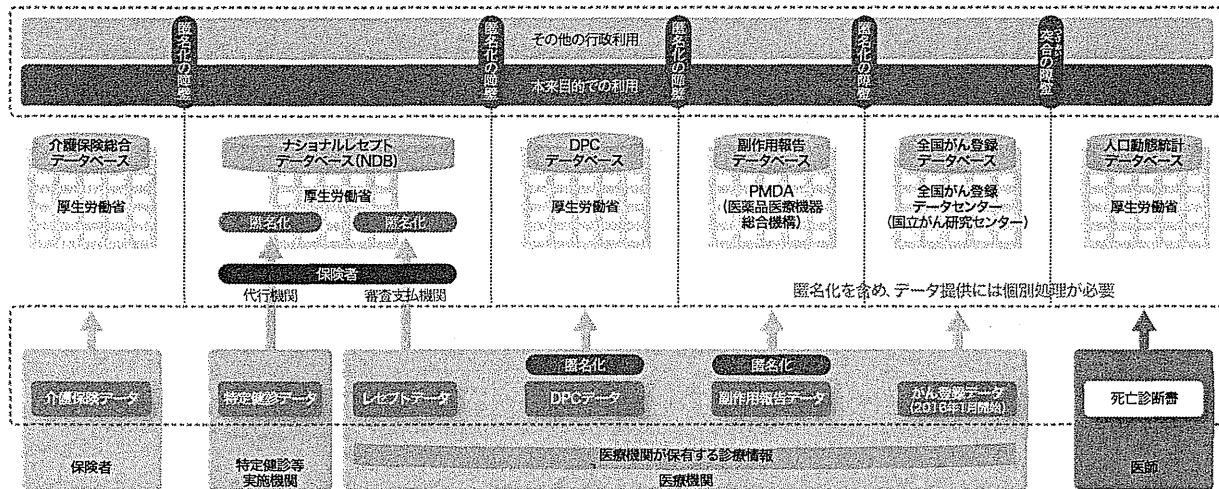 その他の行政利用
本来目的での利用
匿名化の障壁
匿名化の障壁
匿名化の障壁
匿名化の障壁
突合の障壁
介護保険総合
データベース
厚生労働省
ナショナルレセプト
データベース(NDB)
厚生労働省
匿名化
匿名化
保険者
代行機関
審査支払機関
DPC
データベース
厚生労働省
副作用報告
データベース
PMDA
(医薬品医療機器
総合機構)
全国がん登録
データベース
全国がん登録
データセンター
(国立がん研究センター)
人口動態統計
データベース
厚生労働省
匿名化を含め、データ提供には個別処理が必要
介護保険データ
保険者
特定健診データ
特定健診等
実施機関
レセプトデータ
匿名化
DPCデータ
匿名化
副作用報告データ
がん登録データ
(2016年1月開始)
医療機関が保有する診療情報
医療機関
死亡診断書
医師